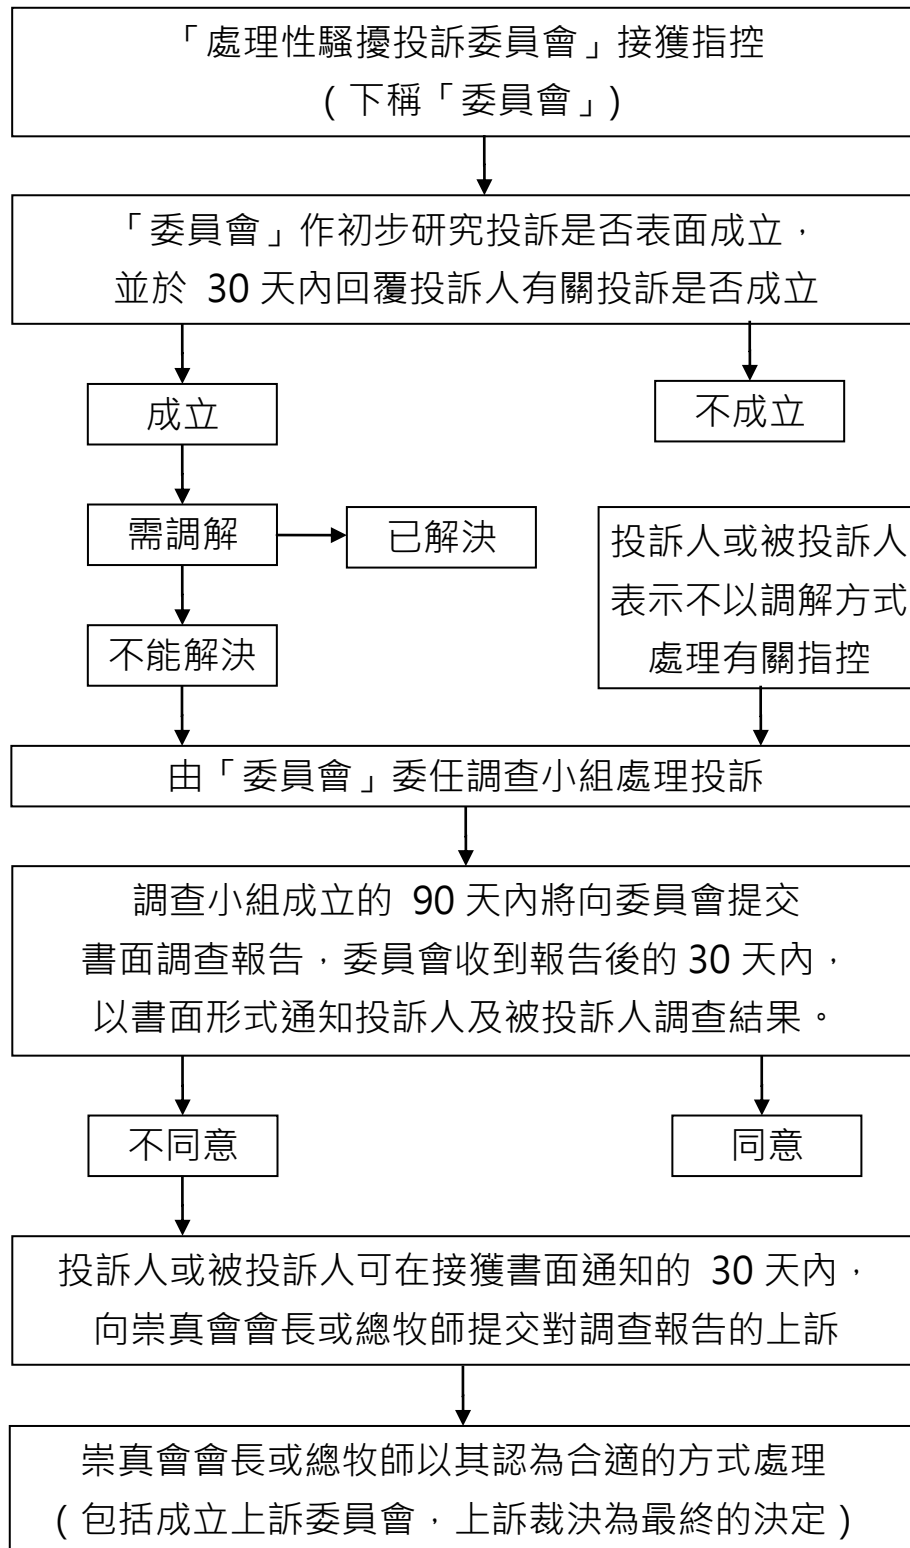 「處理性騷擾投訴委員會」接獲指控
(下稱「委員會」)
「委員會」作初步研究投訴是否表面成立，
並於 30 天內回覆投訴人有關投訴是否成立
成立
不成立
需調解
已解決
投訴人或被投訴人
表示不以調解方式
處理有關指控
不能解決
由「委員會」委任調查小組處理投訴
調查小組成立的 90 天內將向委員會提交
書面調查報告，委員會收到報告後的 30 天內，
以書面形式通知投訴人及被投訴人調查結果。
不同意
同意
投訴人或被投訴人可在接獲書面通知的 30 天內，
向崇真會會長或總牧師提交對調查報告的上訴
崇真會會長或總牧師以其認為合適的方式處理
(包括成立上訴委員會，上訴裁決為最終的決定)